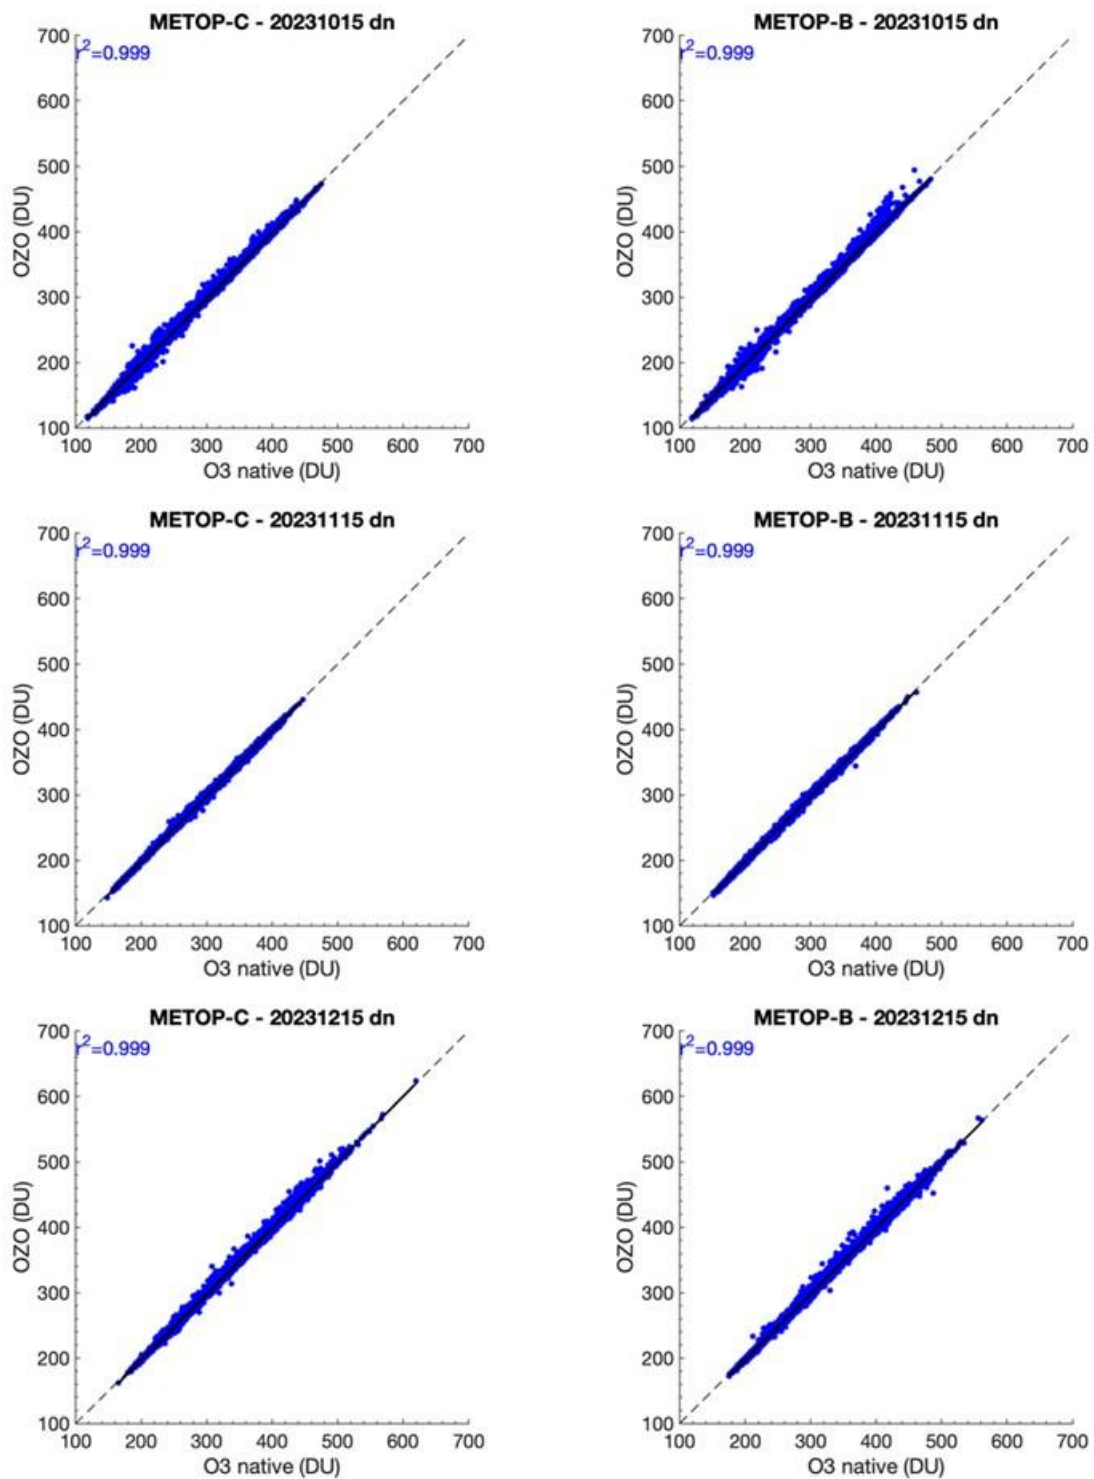 METOP-C - 20231015 dn
r²=0.999
700
600
500
400
300
200
100
OZO (DU)
100 200 300 400 500 600 700
O3 native (DU)
METOP-B - 20231015 dn
r²=0.999
700
600
500
400
300
200
100
OZO (DU)
100 200 300 400 500 600 700
O3 native (DU)
METOP-C - 20231115 dn
r²=0.999
700
600
500
400
300
200
100
OZO (DU)
100 200 300 400 500 600 700
O3 native (DU)
METOP-B - 20231115 dn
r²=0.999
700
600
500
400
300
200
100
OZO (DU)
100 200 300 400 500 600 700
O3 native (DU)
METOP-C - 20231215 dn
r²=0.999
700
600
500
400
300
200
100
OZO (DU)
100 200 300 400 500 600 700
O3 native (DU)
METOP-B - 20231215 dn
r²=0.999
700
600
500
400
300
200
100
OZO (DU)
100 200 300 400 500 600 700
O3 native (DU)